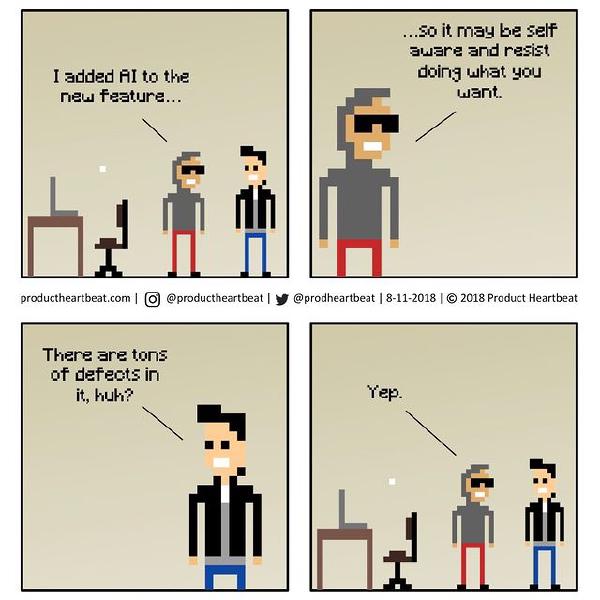 I added AI to the
new feature...
...so it may be self
aware and resist
doing what you
want.
productheartbeat.com | @productheartbeat | @prodheartbeat | 8-11-2018 | © 2018 Product Heartbeat
There are tons
of defects in
it, huh?
Yep.